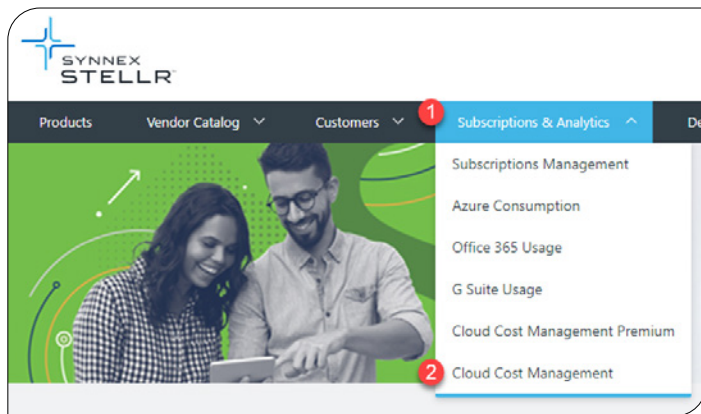 SYNNEX
STELLR
Products Vendor Catalog Customers 1 Subscriptions & Analytics De
Subscriptions Management
Azure Consumption
Office 365 Usage
G Suite Usage
Cloud Cost Management Premium
2 Cloud Cost Management